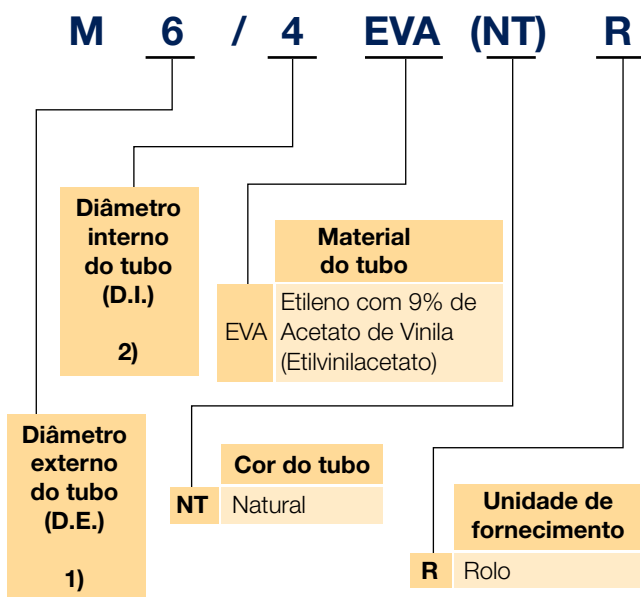 M 6 / 4 EVA (NT) R
Diâmetro
interno
do tubo
(D.I.)
2)
Material
do tubo
EVA
Etileno com 9% de
Acetato de Vinila
(Etilvinilacetato)
Diâmetro
externo
do tubo
(D.E.)
1)
Cor do tubo
NT Natural
Unidade de
fornecimento
R Rolo